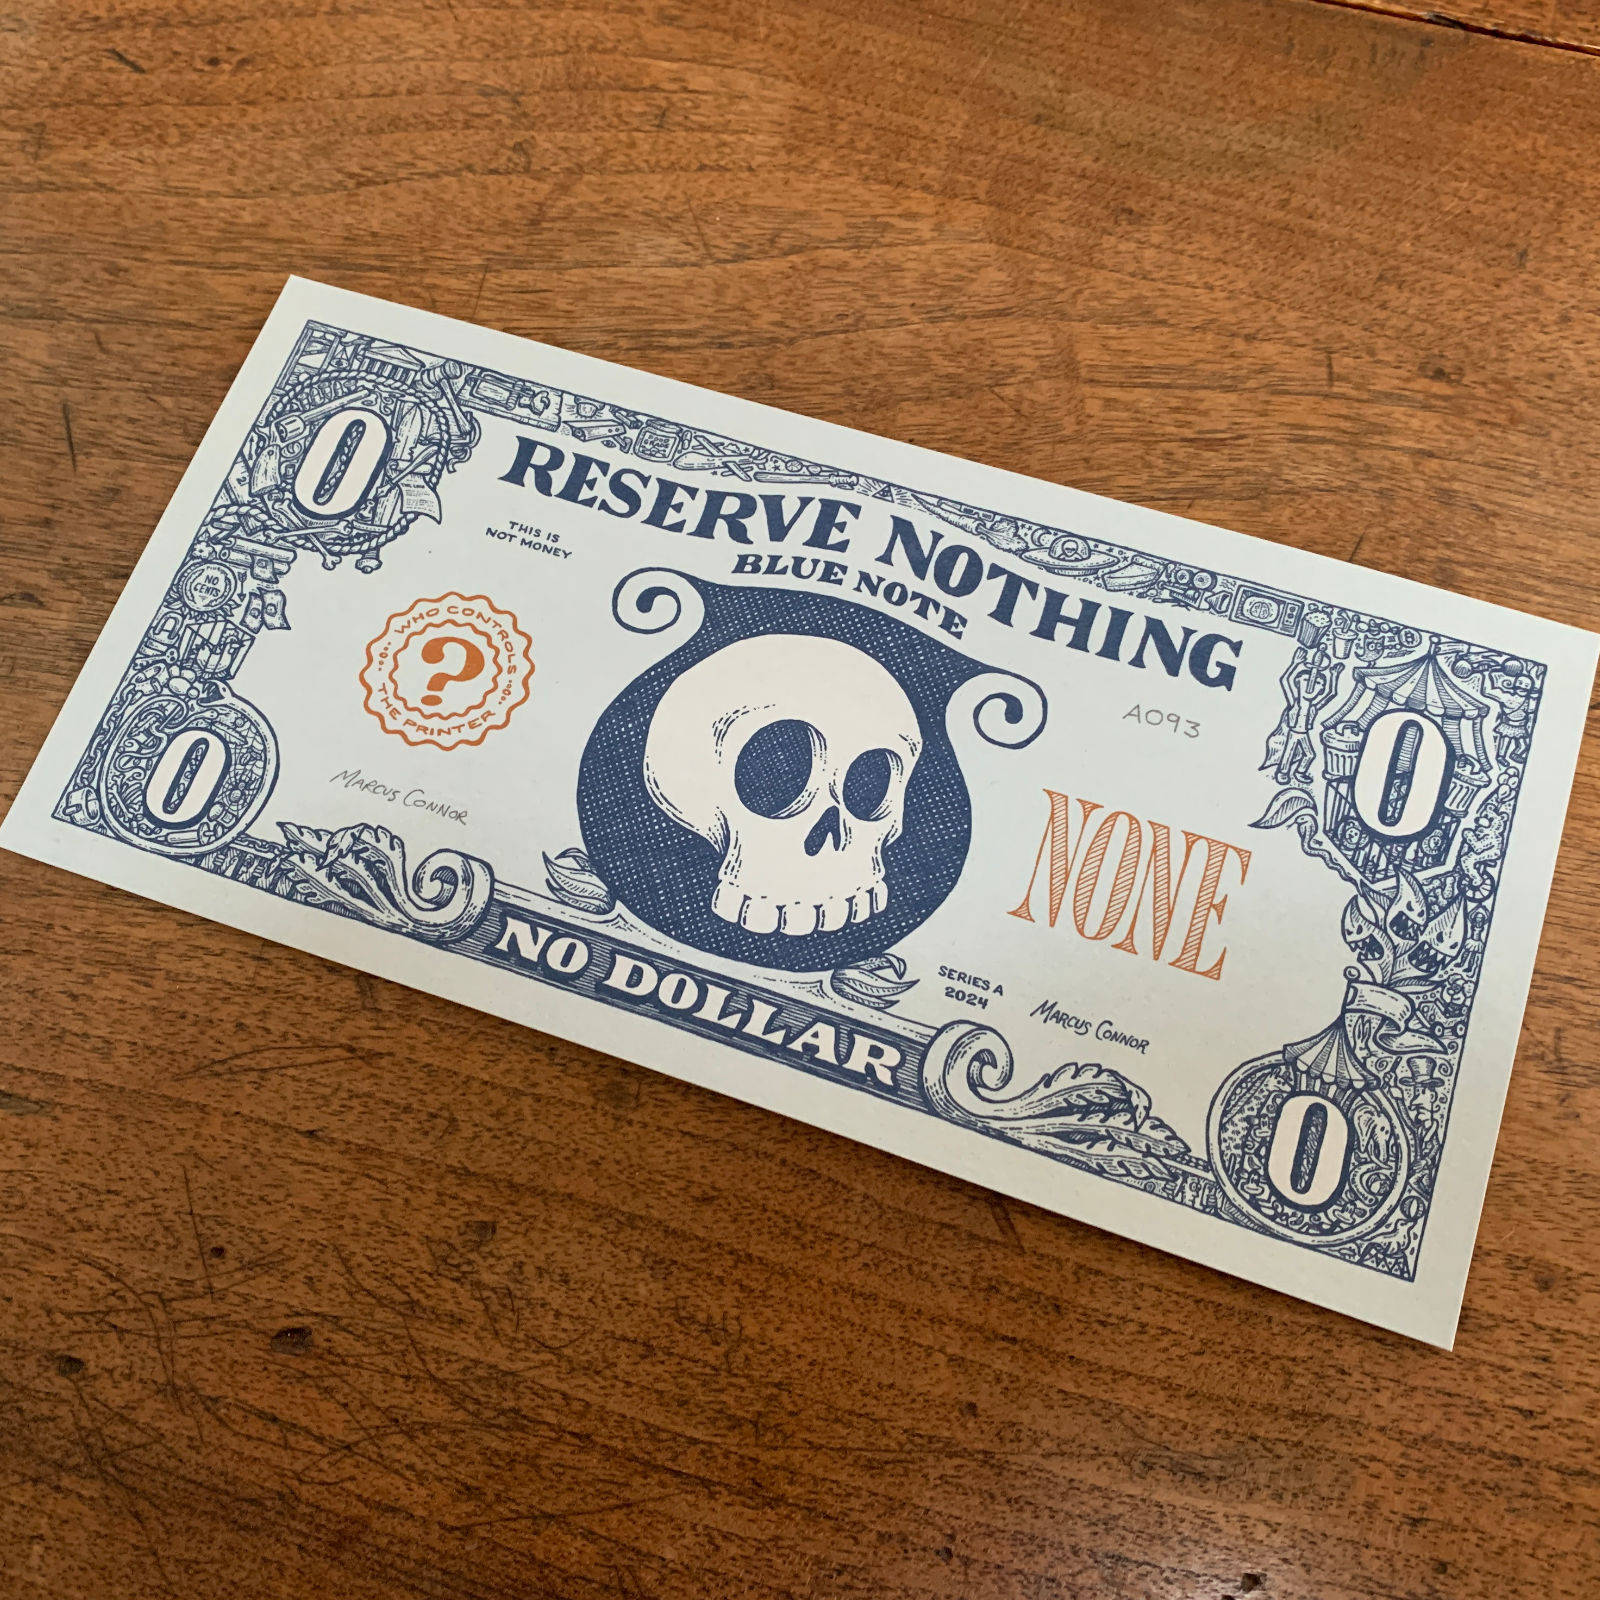 0
RESERVE NOTHING
BLUE NOTE
THIS IS
NOT MONEY
WHO CONTROLS
?
THE PRINTER
NO
CENTS
A093
0
MARCUS CONNOR
NONE
0
NO DOLLAR
SERIES A
2024
MARCUS CONNOR
0